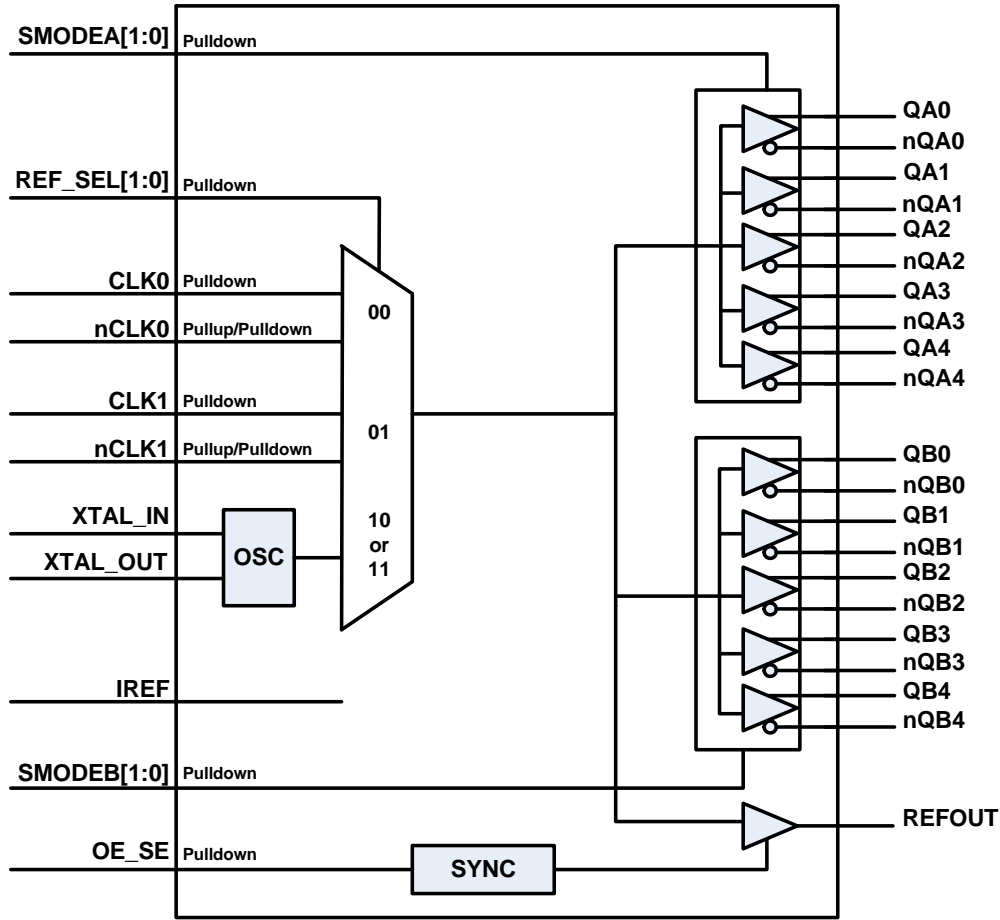 SMODEA[1:0] Pulldown
REF_SEL[1:0] Pulldown
CLK0 Pulldown
nCLK0 Pullup/Pulldown
CLK1 Pulldown
nCLK1 Pullup/Pulldown
XTAL_IN
XTAL_OUT
OSC
00
01
10
or
11
IREF
SMODEB[1:0] Pulldown
OE_SE Pulldown
SYNC
QA0
nQA0
QA1
nQA1
QA2
nQA2
QA3
nQA3
QA4
nQA4
QB0
nQB0
QB1
nQB1
QB2
nQB2
QB3
nQB3
QB4
nQB4
REFOUT